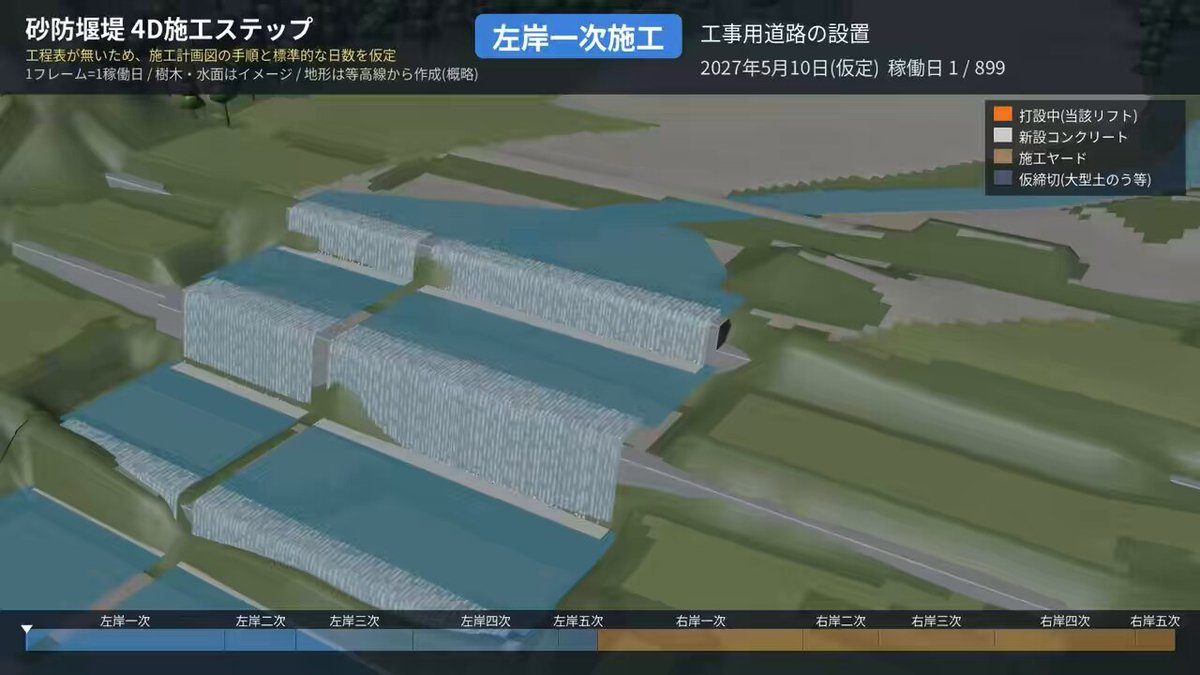 砂防堰堤 4D施工ステップ
工程表が無いため、施工計画図の手順と標準的な日数を仮定
1フレーム=1稼働日 / 樹木・水面はイメージ / 地形は等高線から作成(概略)
左岸一次施工
工事用道路の設置
2027年5月10日(仮定) 稼働日 1 / 899
打設中(当該リフト)
新設コンクリート
施工ヤード
仮締切(大型土のう等)
左岸一次 左岸二次 左岸三次 左岸四次 左岸五次 右岸一次 右岸二次 右岸三次 右岸四次 右岸五次